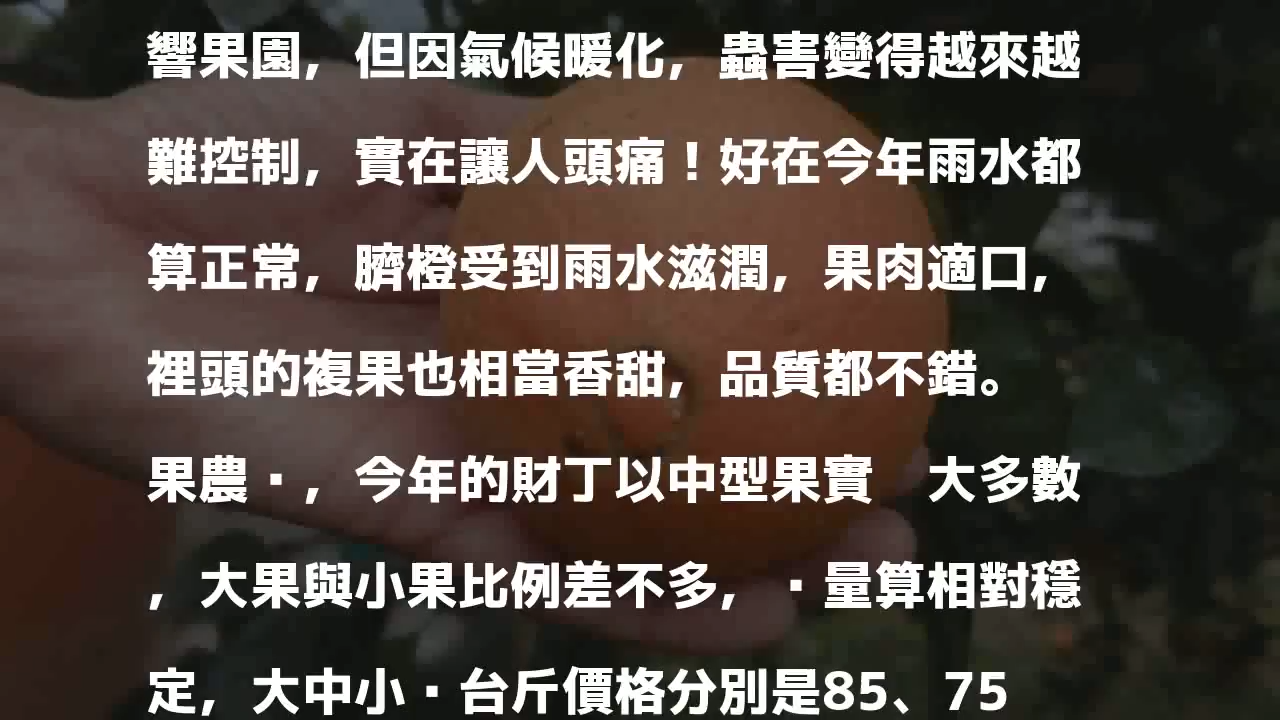 響果園，但因氣候暖化，蟲害變得越來越
難控制，實在讓人頭痛！好在今年雨水都
算正常，臍橙受到雨水滋潤，果肉適口，
裡頭的複果也相當香甜，品質都不錯。
果農▪，今年的財丁以中型果實　大多數
，大果與小果比例差不多，▪量算相對穩
定，大中小▪台斤價格分別是85、75